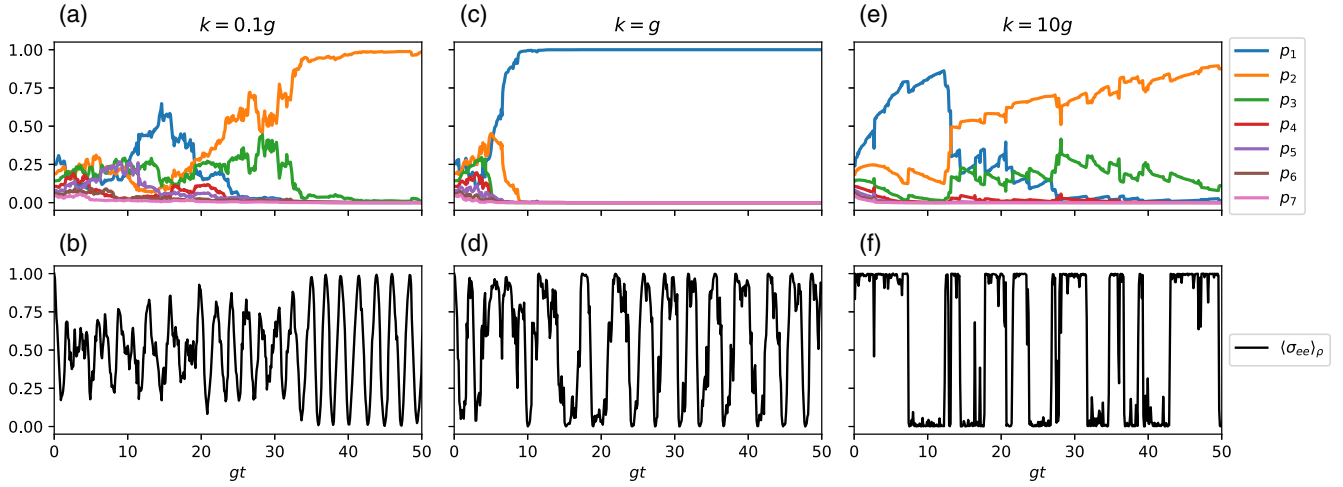 (a) k = 0.1g (c) k = g (e) k = 10g
1.00
0.75
0.50
0.25
0.00
p1
p2
p3
p4
p5
p6
p7
(b) (d) (f)
1.00
0.75
0.50
0.25
0.00
⟨σee⟩ρ
0 10 20 30 40 50 0 10 20 30 40 50 0 10 20 30 40 50
gt gt gt